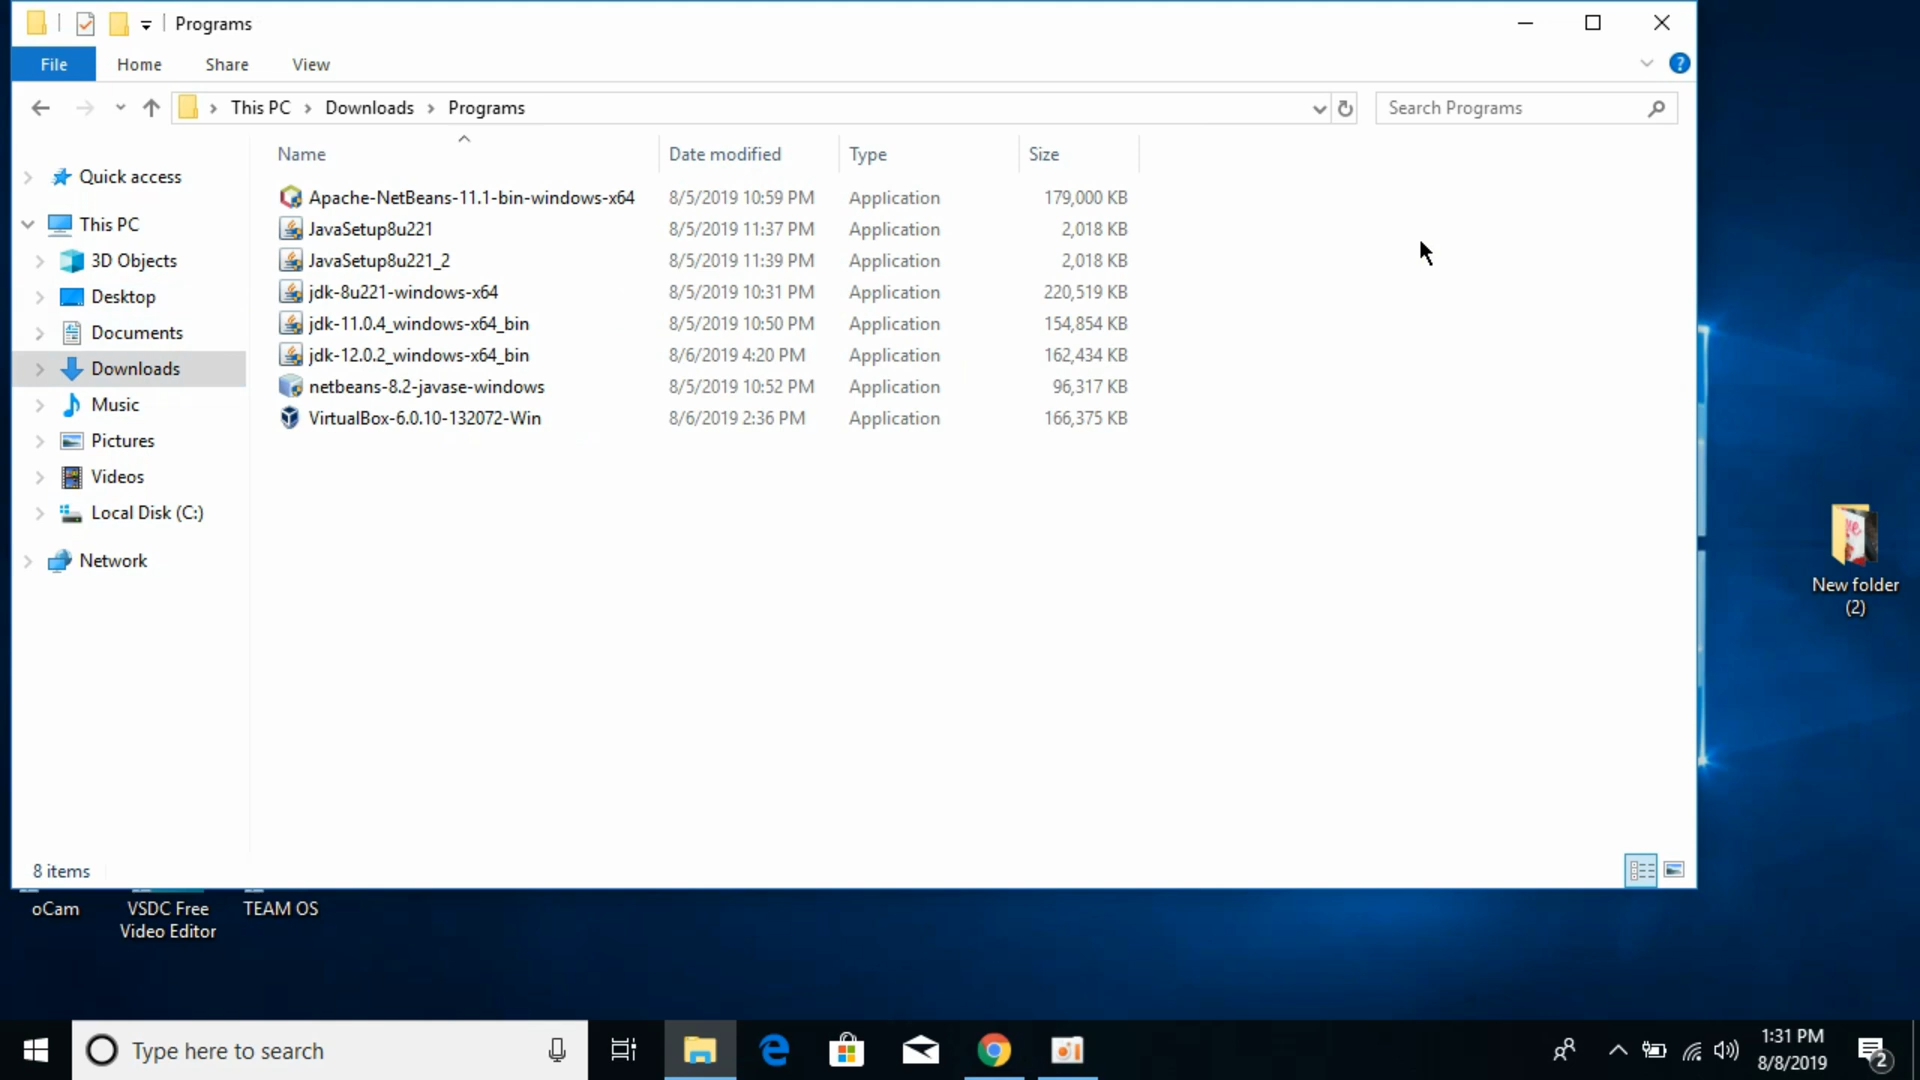 Programs
File Home Share View
This PC Downloads Programs
Search Programs
Name Date modified Type Size
Quick access
This PC
3D Objects
Desktop
Documents
Downloads
Music
Pictures
Videos
Local Disk (C:)
Network
Apache-NetBeans-11.1-bin-windows-x64 8/5/2019 10:59 PM Application 179,000 KB
JavaSetup8u221 8/5/2019 11:37 PM Application 2,018 KB
JavaSetup8u221_2 8/5/2019 11:39 PM Application 2,018 KB
jdk-8u221-windows-x64 8/5/2019 10:31 PM Application 220,519 KB
jdk-11.0.4_windows-x64_bin 8/5/2019 10:50 PM Application 154,854 KB
jdk-12.0.2_windows-x64_bin 8/6/2019 4:20 PM Application 162,434 KB
netbeans-8.2-javase-windows 8/5/2019 10:52 PM Application 96,317 KB
VirtualBox-6.0.10-132072-Win 8/6/2019 2:36 PM Application 166,375 KB
8 items
New folder
(2)
oCam
VSDC Free
Video Editor
TEAM OS
Type here to search
1:31 PM
8/8/2019
2